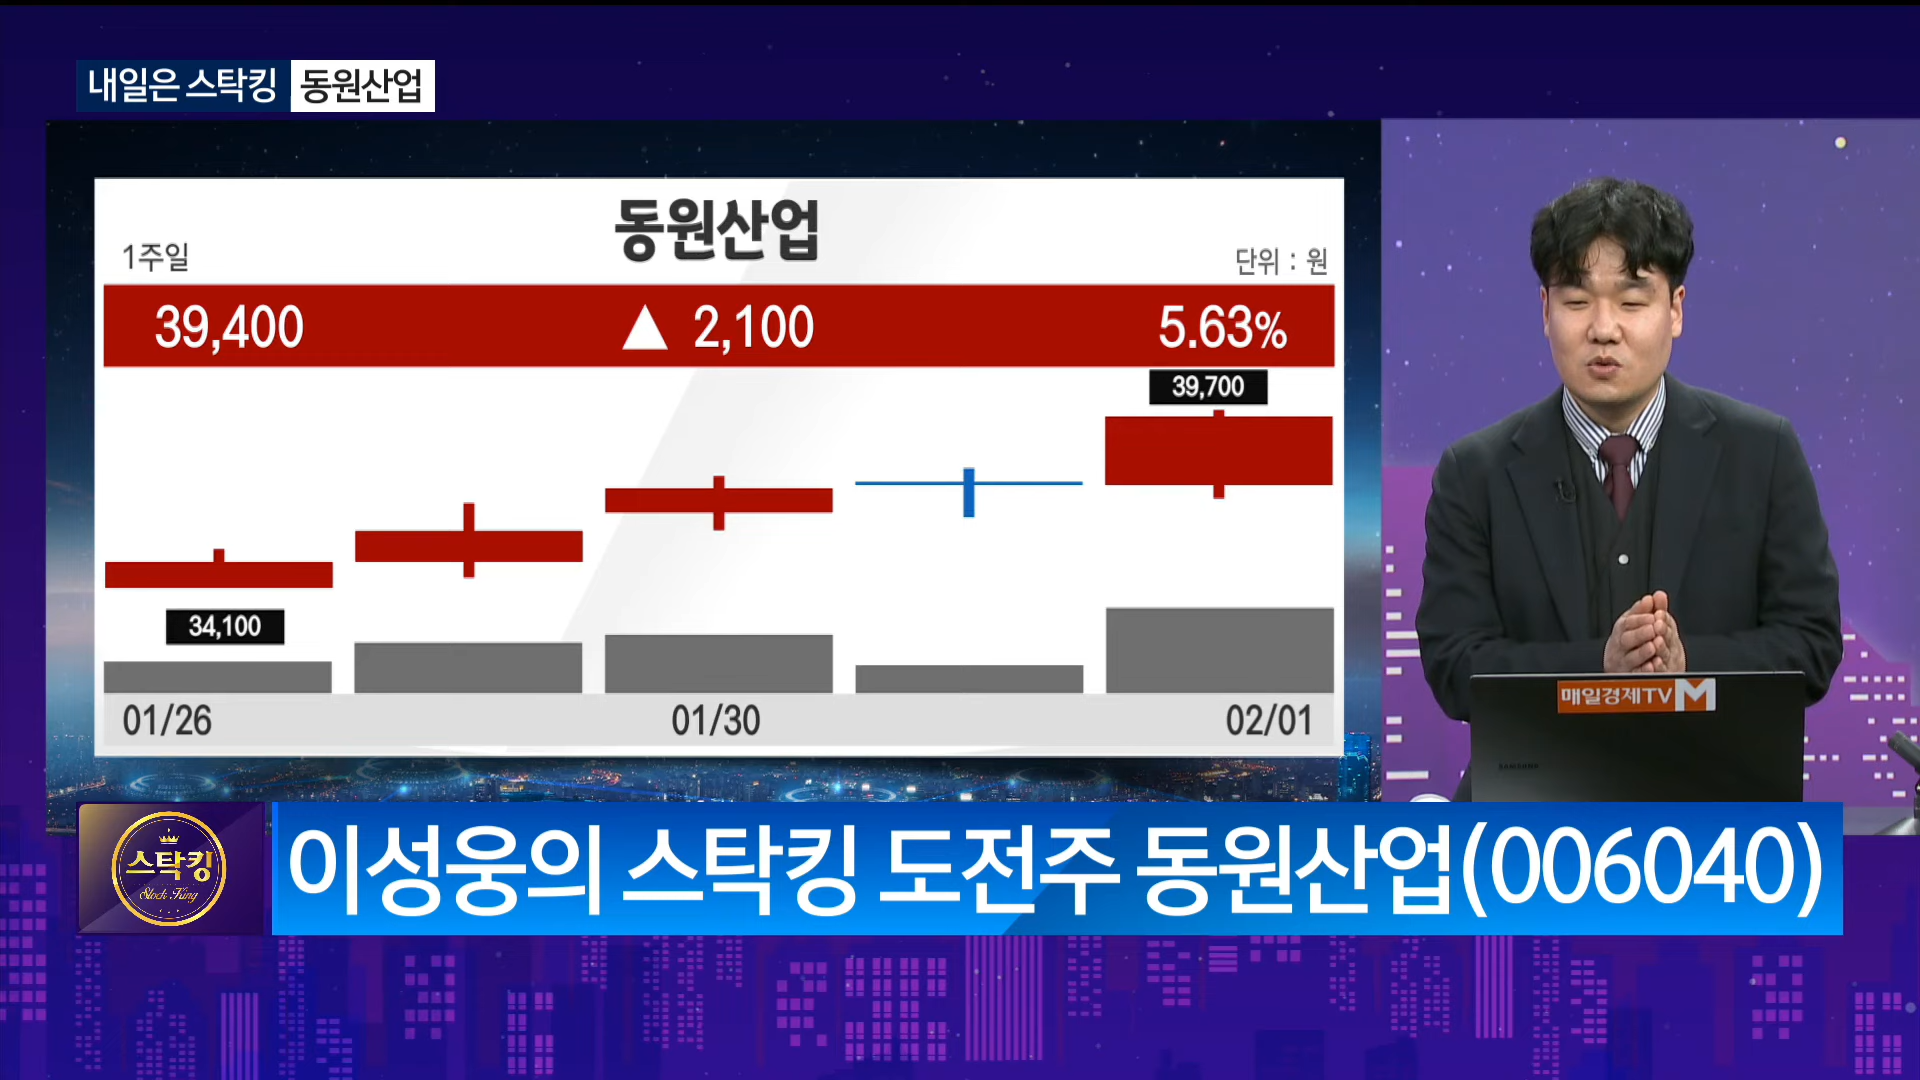 내일은 스탁킹 동원산업
동원산업
1주일
단위 : 원
39,400 ▲ 2,100 5.63%
39,700
34,100
01/26 01/30 02/01
매일경제TV M
SAMSUNG
스탁킹
Stock King
이성웅의 스탁킹 도전주 동원산업(006040)